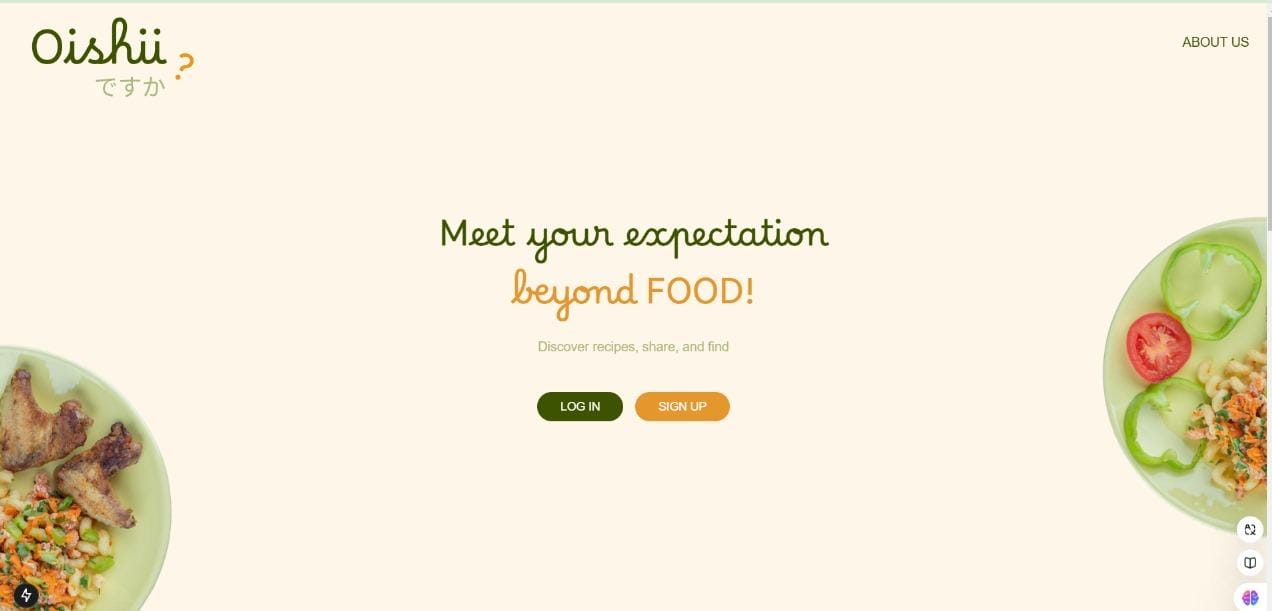 Oishii
ですか?
ABOUT US
Meet your expectation
beyond FOOD!
Discover recipes, share, and find
LOG IN
SIGN UP